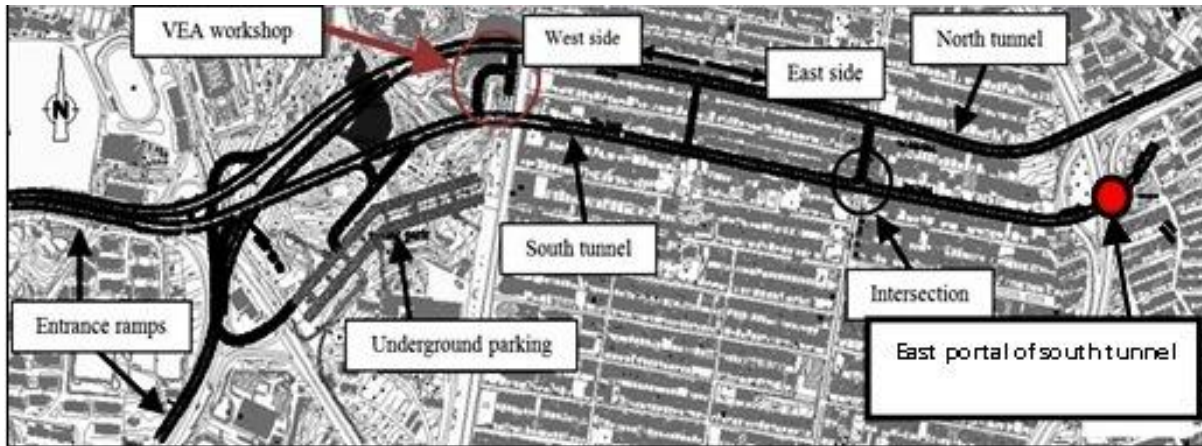 VEA workshop
West side
North tunnel
East side
N
South tunnel
Intersection
Entrance ramps
Underground parking
East portal of south tunnel